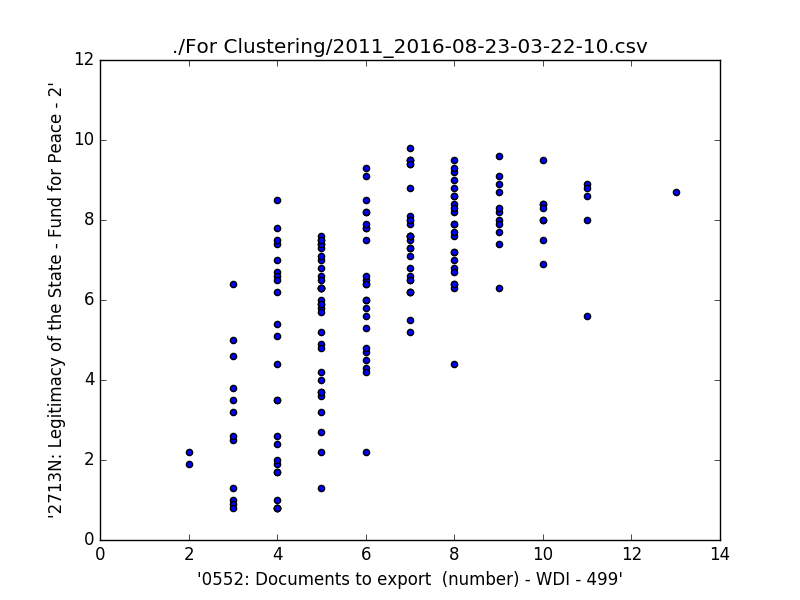 ./For Clustering/2011_2016-08-23-03-22-10.csv
12
10
8
6
4
2
0
'2713N: Legitimacy of the State - Fund for Peace - 2'
0 2 4 6 8 10 12 14
'0552: Documents to export  (number) - WDI - 499'